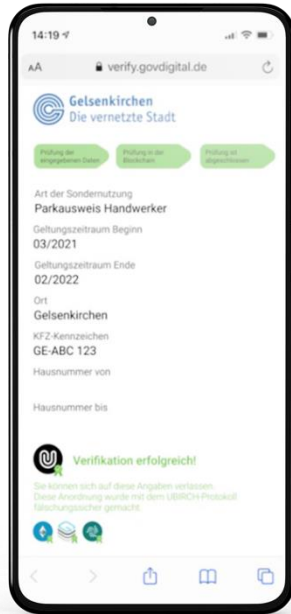 14:19
AA verify.govdigital.de
Gelsenkirchen
Die vernetzte Stadt
Prüfung der Prüfung in der Prüfung ist
eingegebenen Daten Blockchain abgeschlossen
Art der Sondernutzung
Parkausweis Handwerker
Geltungszeitraum Beginn
03/2021
Geltungszeitraum Ende
02/2022
Ort
Gelsenkirchen
KFZ-Kennzeichen
GE-ABC 123
Hausnummer von
Hausnummer bis
Verifikation erfolgreich!
Sie können sich auf diese Angaben verlassen.
Diese Anordnung wurde mit dem UBIRCH-Protokoll
fälschungssicher gemacht.